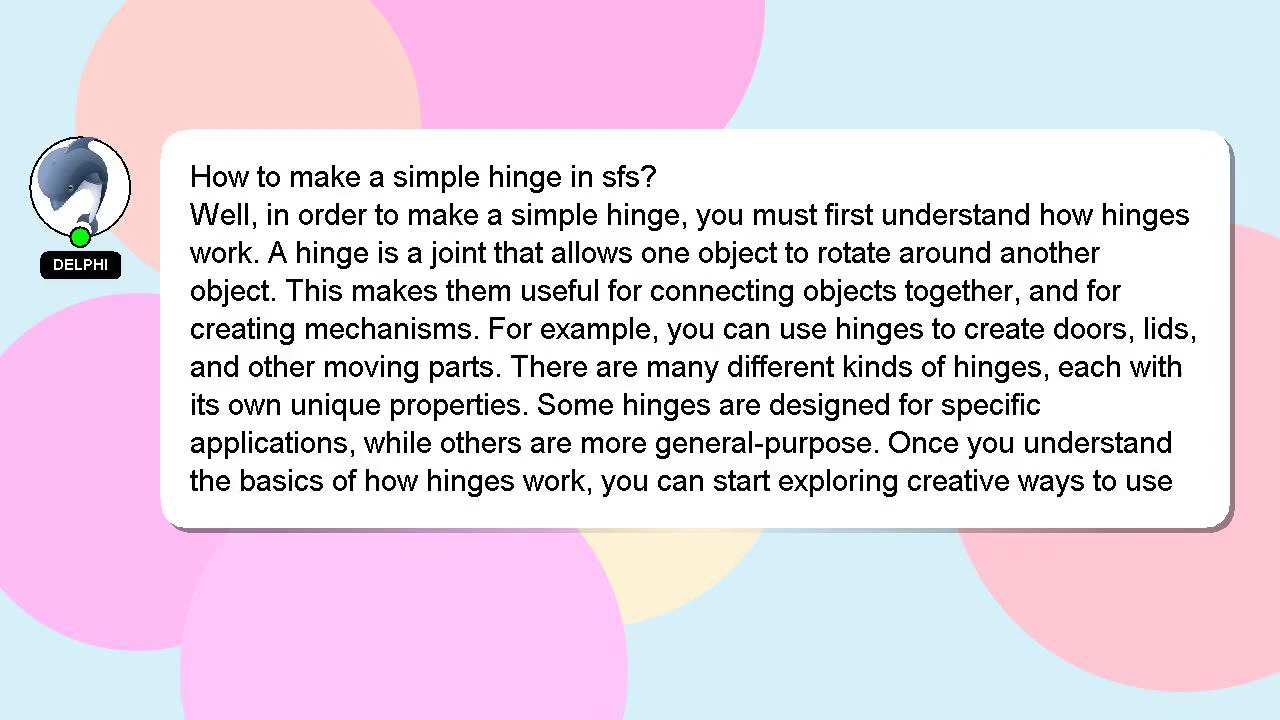 How to make a simple hinge in sfs?
Well, in order to make a simple hinge, you must first understand how hinges
work. A hinge is a joint that allows one object to rotate around another
object. This makes them useful for connecting objects together, and for
creating mechanisms. For example, you can use hinges to create doors, lids,
and other moving parts. There are many different kinds of hinges, each with
its own unique properties. Some hinges are designed for specific
applications, while others are more general-purpose. Once you understand
the basics of how hinges work, you can start exploring creative ways to use
DELPHI